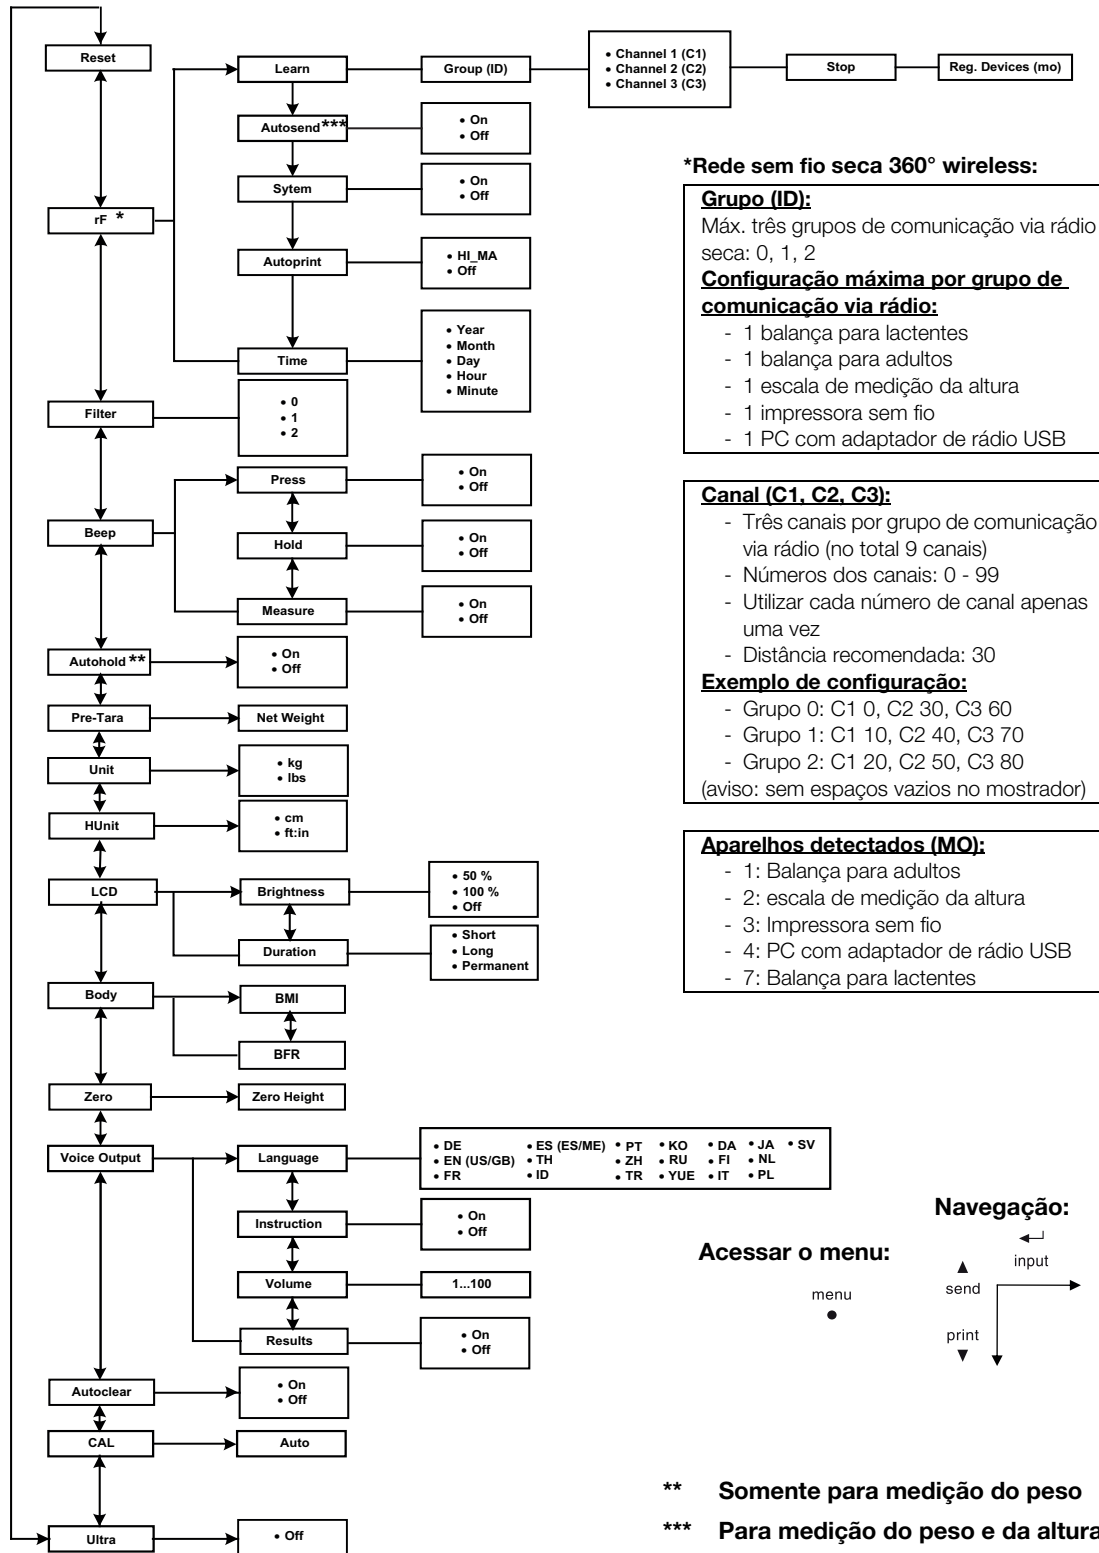 Reset
Learn
Group (ID)
• Channel 1 (C1)
• Channel 2 (C2)
• Channel 3 (C3)
Stop
Reg. Devices (mo)
Autosend***
• On
• Off
Sytem
• On
• Off
rF *
Autoprint
• HI_MA
• Off
Time
• Year
• Month
• Day
• Hour
• Minute
Filter
• 0
• 1
• 2
Beep
Press
• On
• Off
Hold
• On
• Off
Measure
• On
• Off
Autohold **
• On
• Off
Pre-Tara
Net Weight
Unit
• kg
• lbs
HUnit
• cm
• ft:in
LCD
Brightness
• 50 %
• 100 %
• Off
Duration
• Short
• Long
• Permanent
Body
BMI
BFR
Zero
Zero Height
Voice Output
Language
• DE • ES (ES/ME) • PT • KO • DA • JA • SV
• EN (US/GB) • TH • ZH • RU • FI • NL
• FR • ID • TR • YUE • IT • PL
Instruction
• On
• Off
Volume
1...100
Results
• On
• Off
Autoclear
• On
• Off
CAL
Auto
Ultra
• Off
*Rede sem fio seca 360° wireless:
Grupo (ID):
Máx. três grupos de comunicação via rádio
seca: 0, 1, 2
Configuração máxima por grupo de
comunicação via rádio:
- 1 balança para lactentes
- 1 balança para adultos
- 1 escala de medição da altura
- 1 impressora sem fio
- 1 PC com adaptador de rádio USB
Canal (C1, C2, C3):
- Três canais por grupo de comunicação
via rádio (no total 9 canais)
- Números dos canais: 0 - 99
- Utilizar cada número de canal apenas
uma vez
- Distância recomendada: 30
Exemplo de configuração:
- Grupo 0: C1 0, C2 30, C3 60
- Grupo 1: C1 10, C2 40, C3 70
- Grupo 2: C1 20, C2 50, C3 80
(aviso: sem espaços vazios no mostrador)
Aparelhos detectados (MO):
- 1: Balança para adultos
- 2: escala de medição da altura
- 3: Impressora sem fio
- 4: PC com adaptador de rádio USB
- 7: Balança para lactentes
Acessar o menu:
menu
Navegação:
input
send
print
** Somente para medição do peso
*** Para medição do peso e da altura